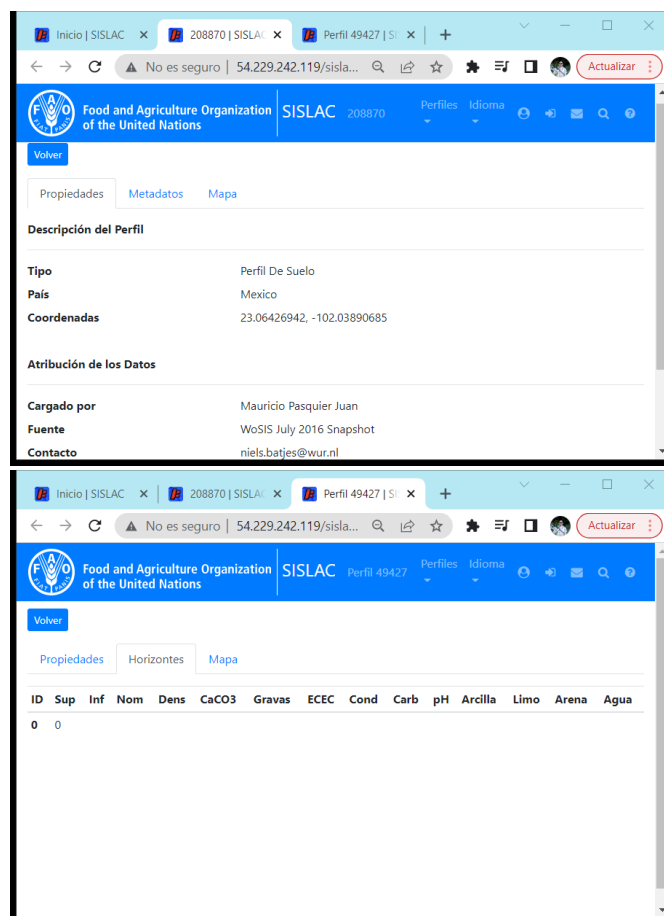 Inicio | SISLAC
208870 | SISLAC
Perfil 49427 | SI
No es seguro | 54.229.242.119/sisla...
Actualizar
Food and Agriculture Organization
of the United Nations
SISLAC 208870 Perfiles Idioma
Volver
Propiedades Metadatos Mapa
Descripción del Perfil
Tipo Perfil De Suelo
País Mexico
Coordenadas 23.06426942, -102.03890685
Atribución de los Datos
Cargado por Mauricio Pasquier Juan
Fuente WoSIS July 2016 Snapshot
Contacto niels.batjes@wur.nl
Inicio | SISLAC
208870 | SISLAC
Perfil 49427 | SI
No es seguro | 54.229.242.119/sisla...
Actualizar
Food and Agriculture Organization
of the United Nations
SISLAC Perfil 49427 Perfiles Idioma
Volver
Propiedades Horizontes Mapa
ID Sup Inf Nom Dens CaCO3 Gravas ECEC Cond Carb pH Arcilla Limo Arena Agua
0 0